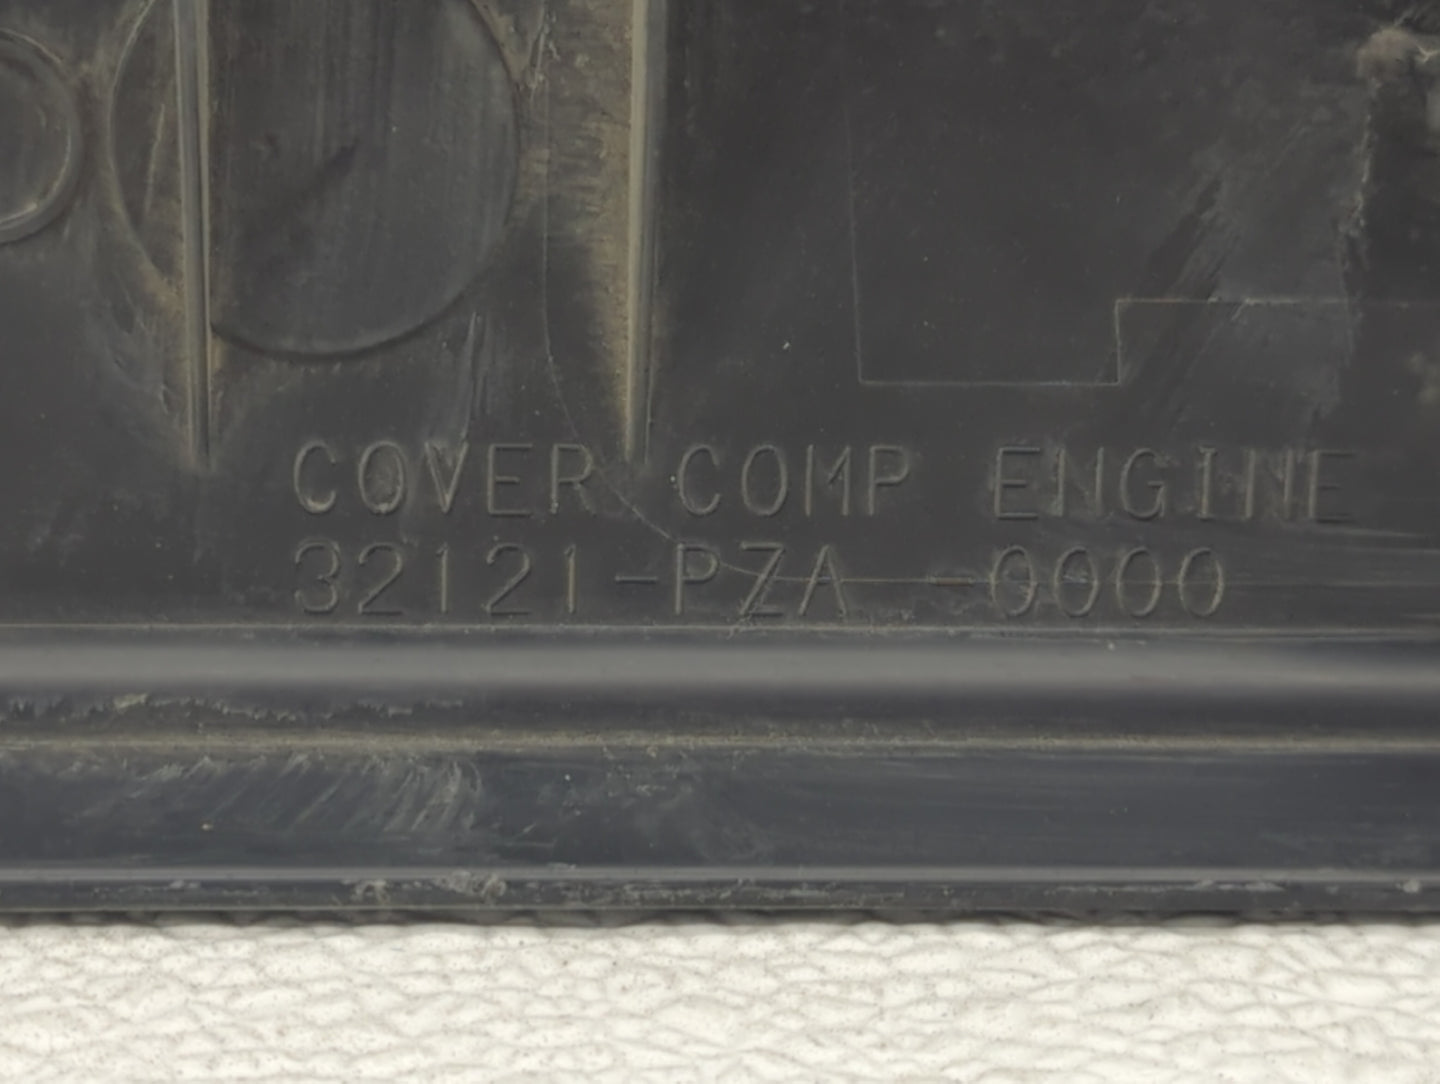 COVER COMP ENGINE
32121-PZA -0000